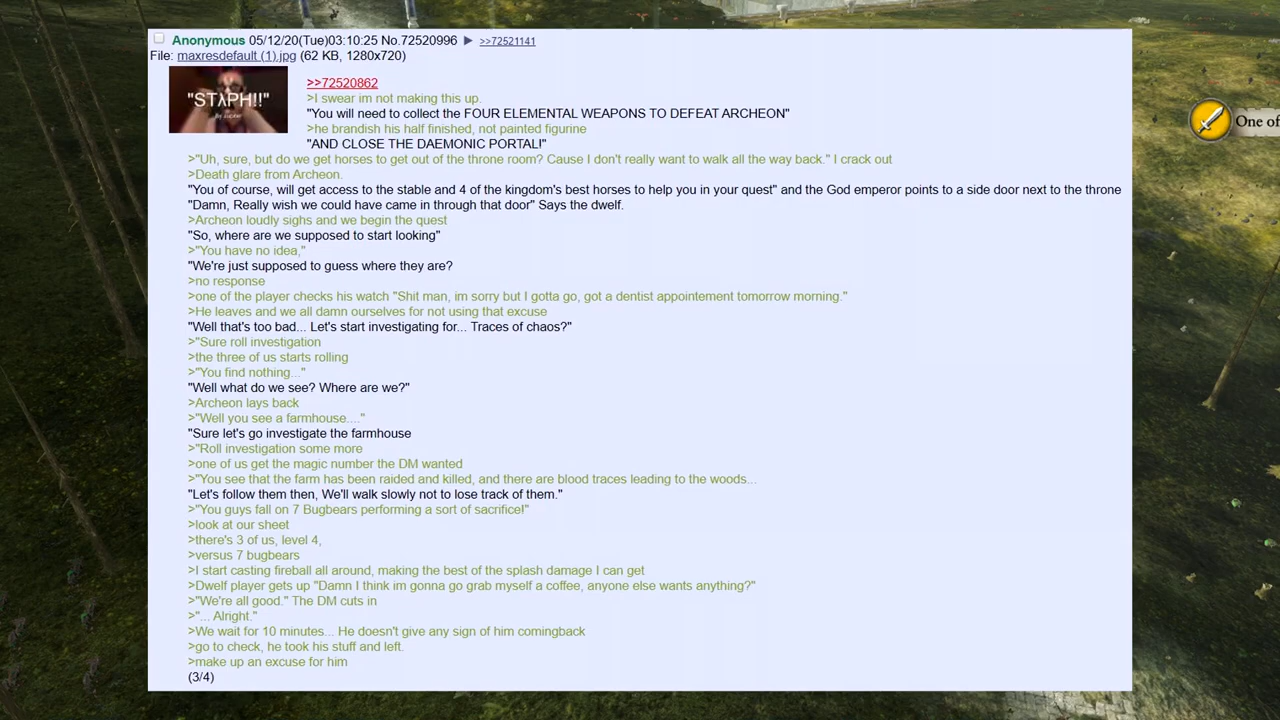 Anonymous 05/12/20(Tue)03:10:25 No.72520996 ▶ >>72521141
File: maxresdefault (1).jpg (62 KB, 1280x720)
"STΛPH!!"
>>72520862
>I swear im not making this up.
"You will need to collect the FOUR ELEMENTAL WEAPONS TO DEFEAT ARCHEON"
>he brandish his half finished, not painted figurine
"AND CLOSE THE DAEMONIC PORTAL!"
>"Uh, sure, but do we get horses to get out of the throne room? Cause I don't really want to walk all the way back." I crack out
>Death glare from Archeon.
"You of course, will get access to the stable and 4 of the kingdom's best horses to help you in your quest" and the God emperor points to a side door next to the throne
"Damn, Really wish we could have came in through that door" Says the dwelf.
>Archeon loudly sighs and we begin the quest
"So, where are we supposed to start looking"
>"You have no idea,"
"We're just supposed to guess where they are?
>no response
>one of the player checks his watch "Shit man, im sorry but I gotta go, got a dentist appointement tomorrow morning."
>He leaves and we all damn ourselves for not using that excuse
"Well that's too bad... Let's start investigating for... Traces of chaos?"
>"Sure roll investigation
>the three of us starts rolling
>"You find nothing..."
"Well what do we see? Where are we?"
>Archeon lays back
>"Well you see a farmhouse...."
"Sure let's go investigate the farmhouse
>"Roll investigation some more
>one of us get the magic number the DM wanted
>"You see that the farm has been raided and killed, and there are blood traces leading to the woods...
"Let's follow them then, We'll walk slowly not to lose track of them."
>"You guys fall on 7 Bugbears performing a sort of sacrifice!"
>look at our sheet
>there's 3 of us, level 4,
>versus 7 bugbears
>I start casting fireball all around, making the best of the splash damage I can get
>Dwelf player gets up "Damn I think im gonna go grab myself a coffee, anyone else wants anything?"
>"We're all good." The DM cuts in
>"... Alright."
>We wait for 10 minutes... He doesn't give any sign of him comingback
>go to check, he took his stuff and left.
>make up an excuse for him
(3/4)
One of